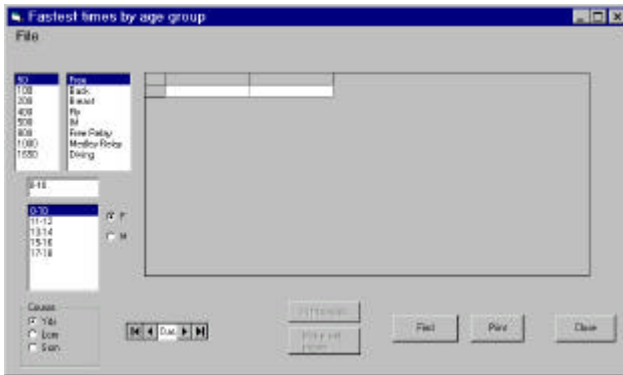 Fastest times by age group
File
50
100
200
400
500
800
1000
1650
Free
Back
Breast
Fly
IM
Free Relay
Medley Relay
Diving
0-10
0-10
11-12
13-14
15-16
17-18
F
M
Course
Yds
Lcm
Scm
Find
Print
Close